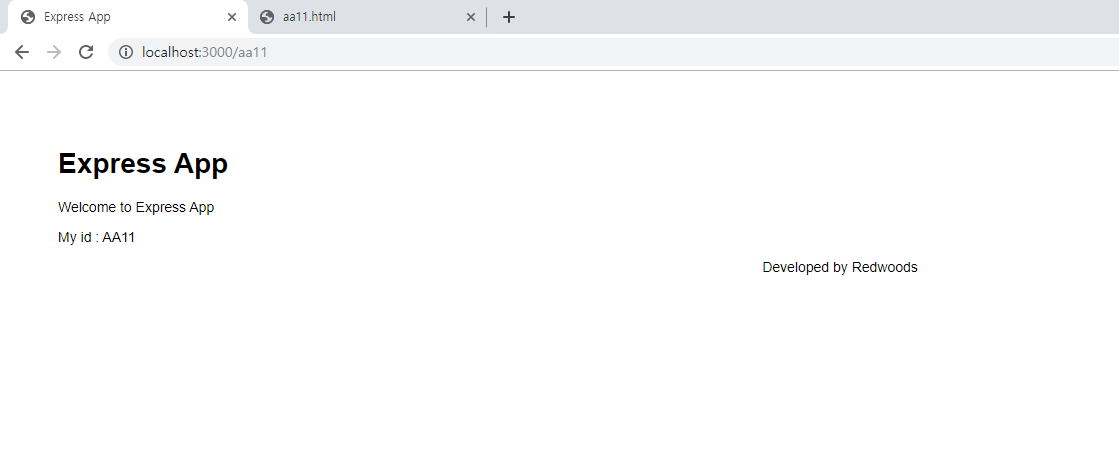 Express App
aa11.html
localhost:3000/aa11
Express App
Welcome to Express App
My id : AA11
Developed by Redwoods